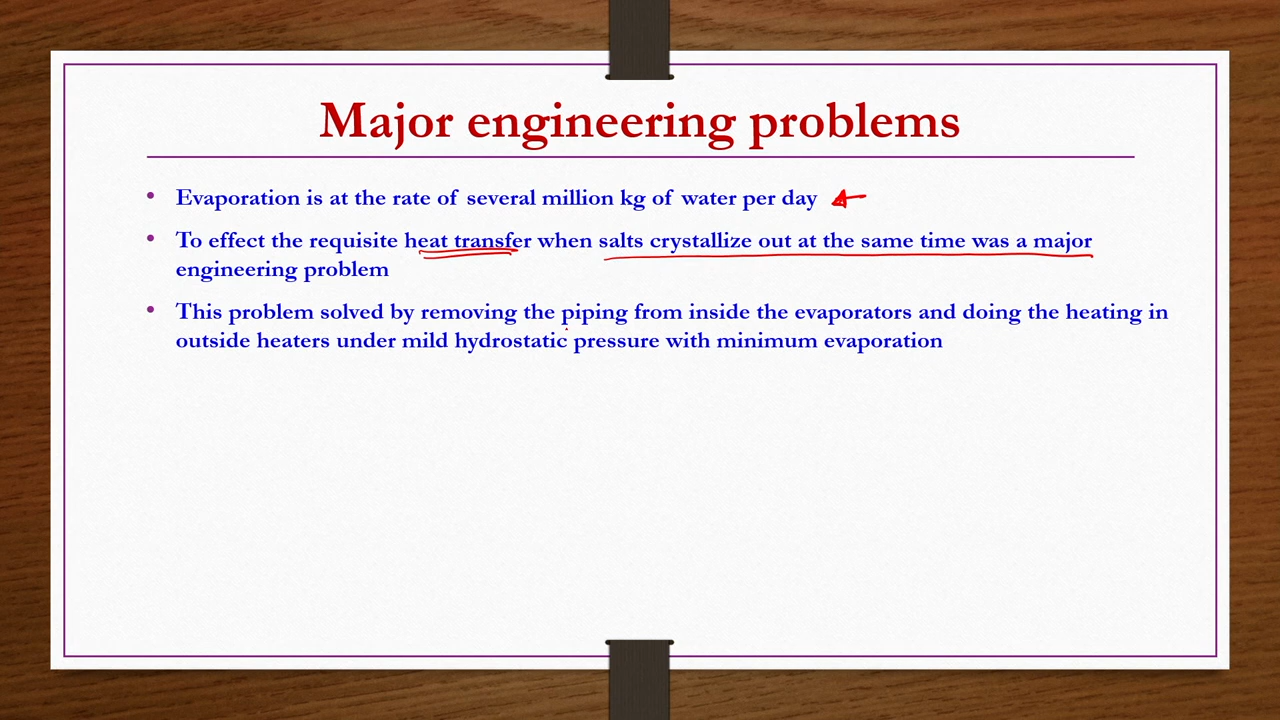 Major engineering problems
• Evaporation is at the rate of several million kg of water per day
• To effect the requisite heat transfer when salts crystallize out at the same time was a major
engineering problem
• This problem solved by removing the piping from inside the evaporators and doing the heating in
outside heaters under mild hydrostatic pressure with minimum evaporation